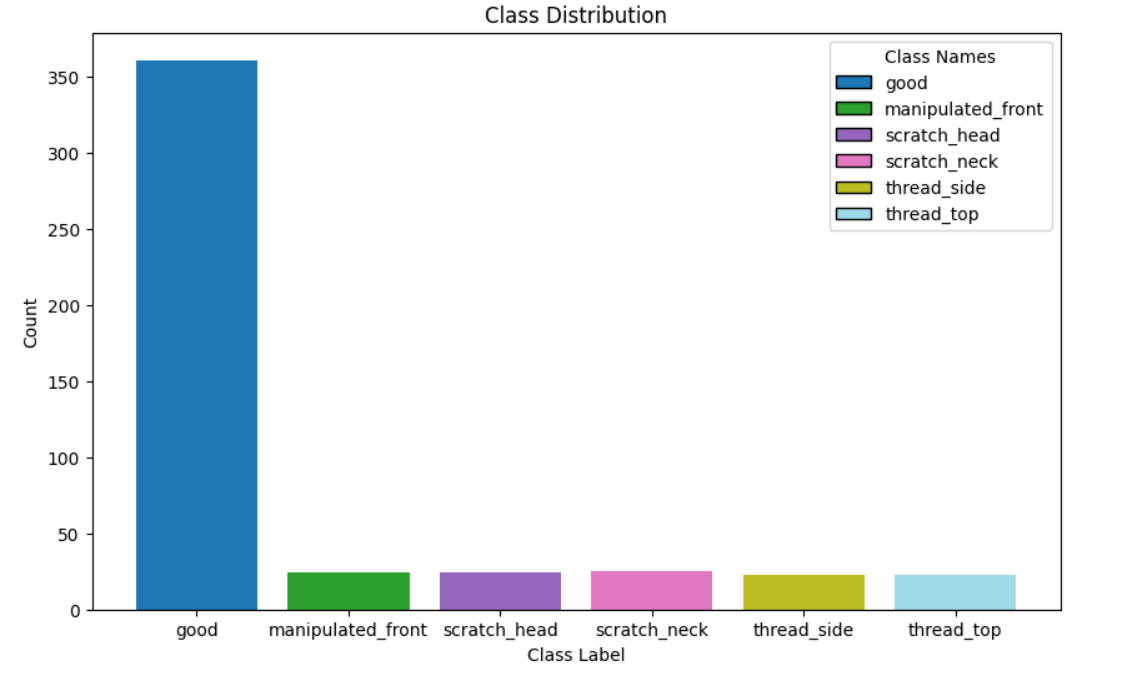 Class Distribution
Class Names
good
manipulated_front
scratch_head
scratch_neck
thread_side
thread_top
Count
350
300
250
200
150
100
50
0
good manipulated_front scratch_head scratch_neck thread_side thread_top
Class Label